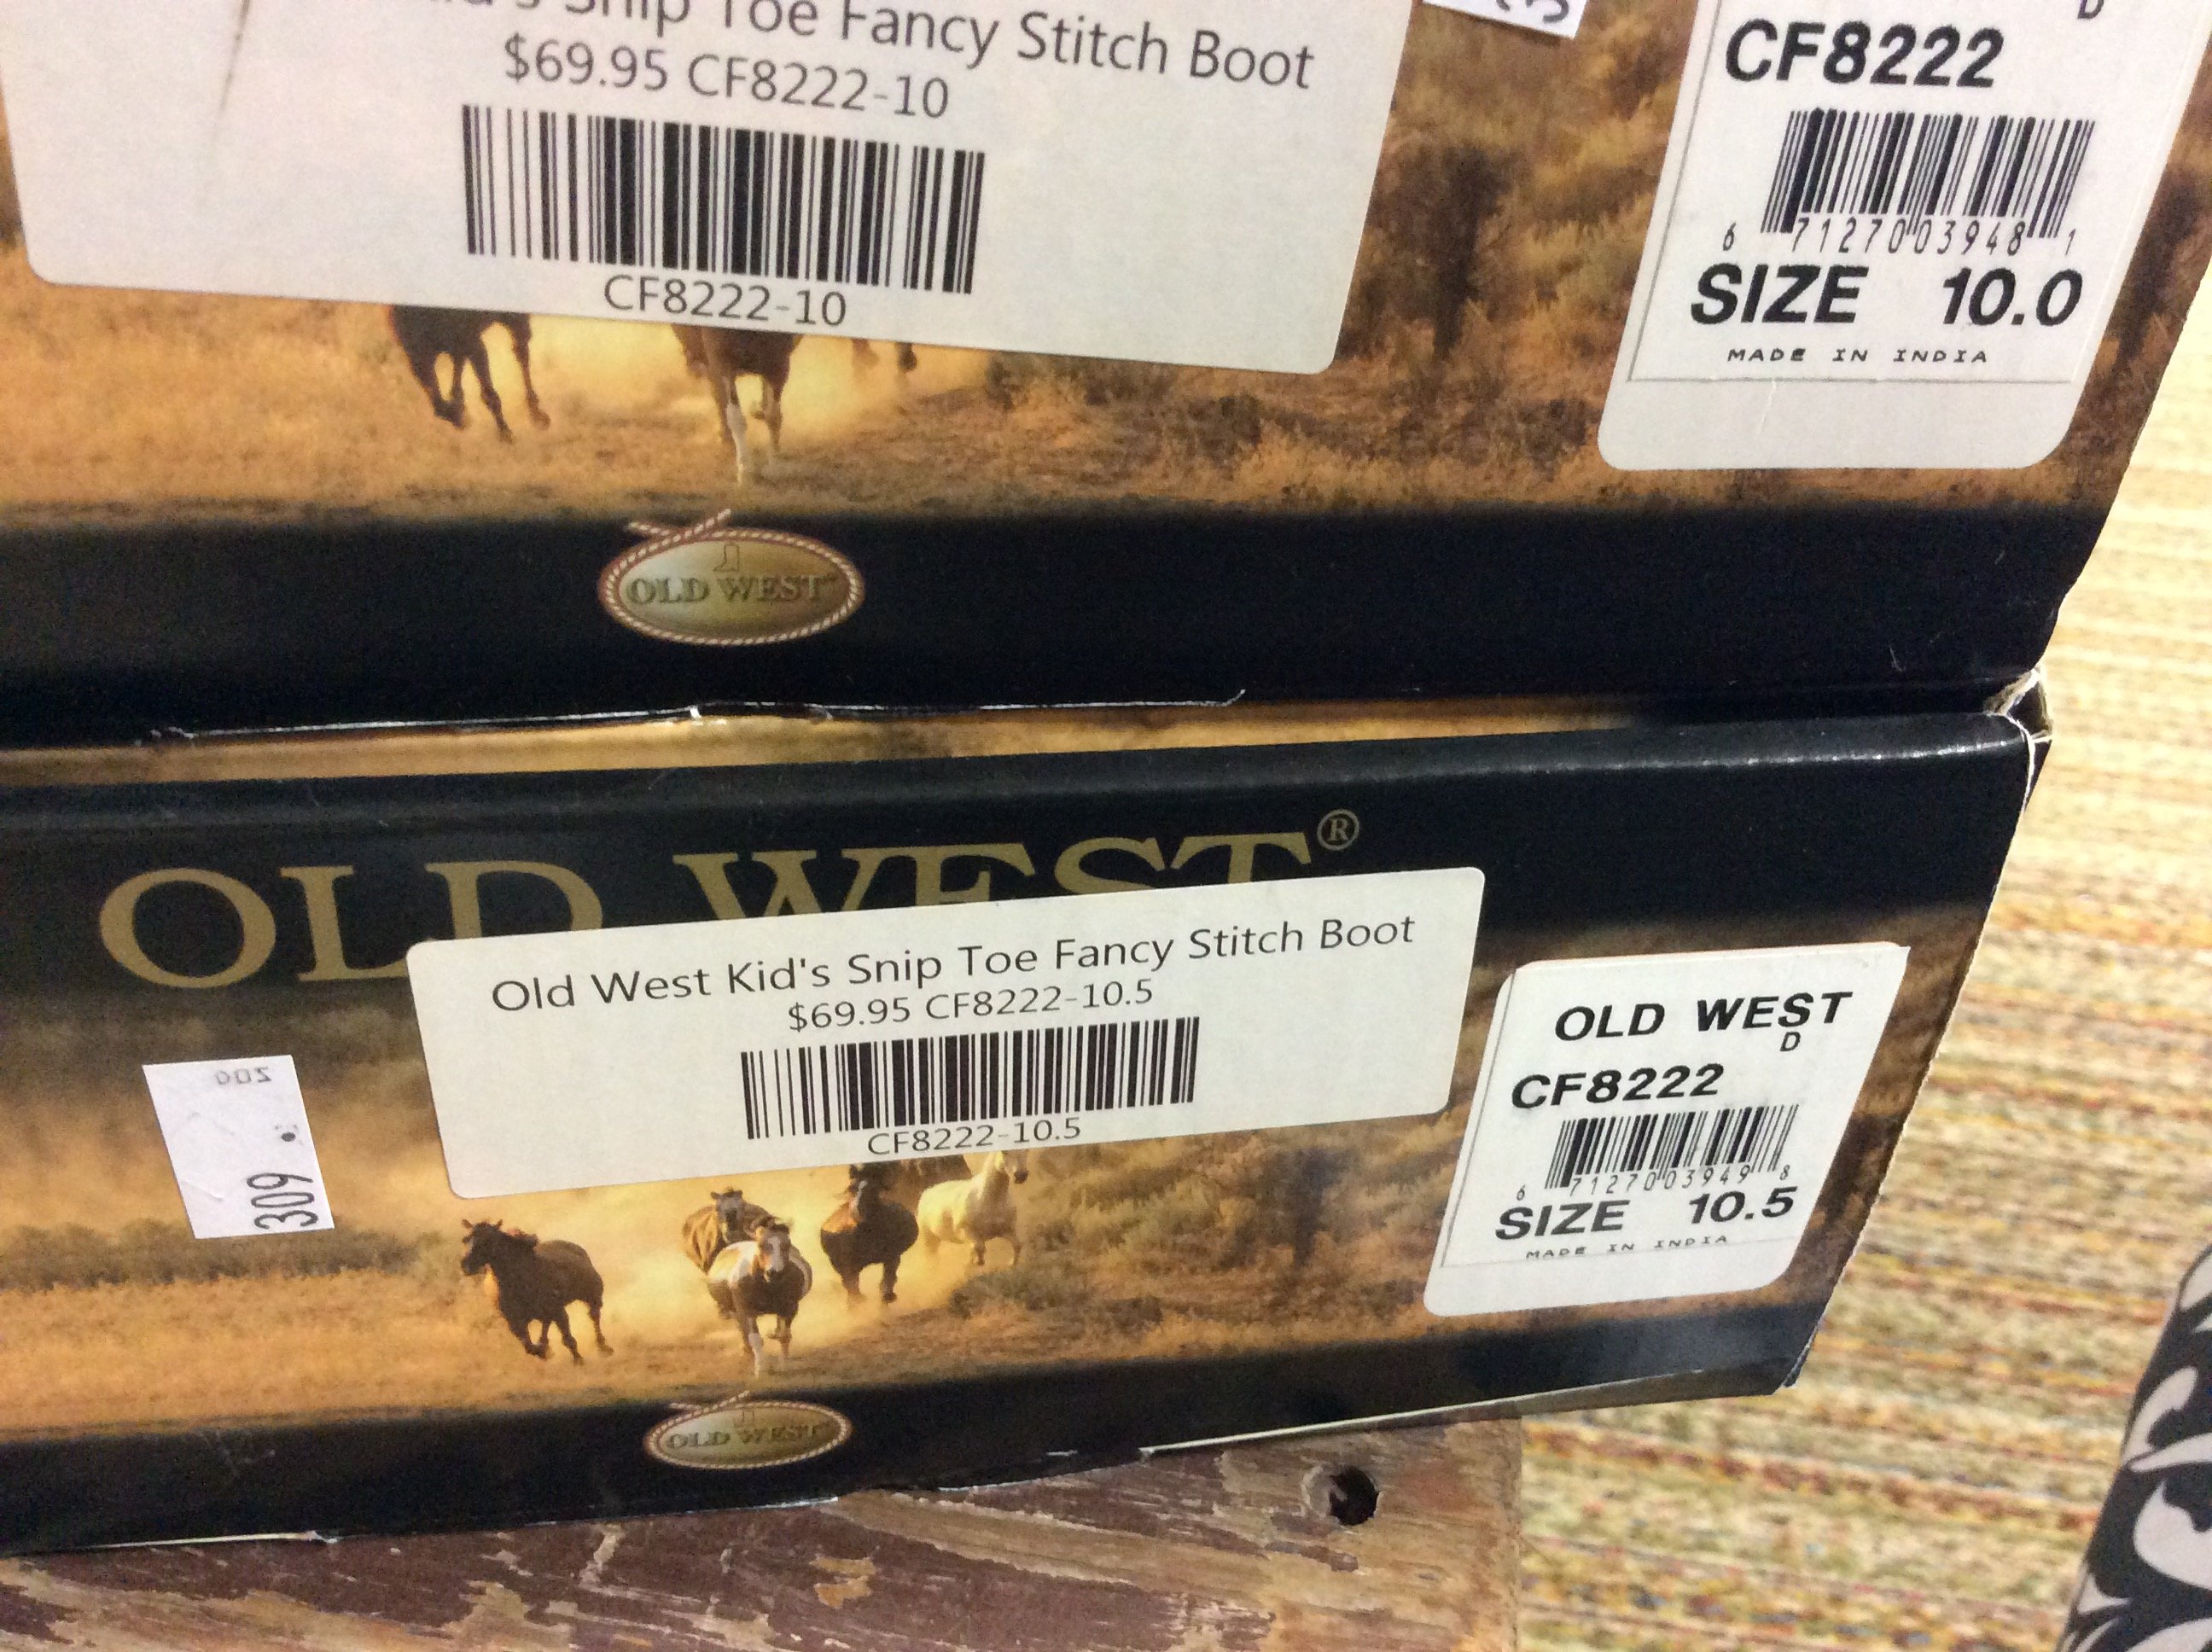 Snip Toe Fancy Stitch Boot
$69.95 CF8222-10
CF8222-10
D
CF8222
6 71270 03948 1
SIZE 10.0
MADE IN INDIA
OLD WEST
OLD WEST®
Old West Kid's Snip Toe Fancy Stitch Boot
$69.95 CF8222-10.5
CF8222-10.5
309
OLD WEST
D
CF8222
6 71270 03949 8
SIZE 10.5
MADE IN INDIA
OLD WEST